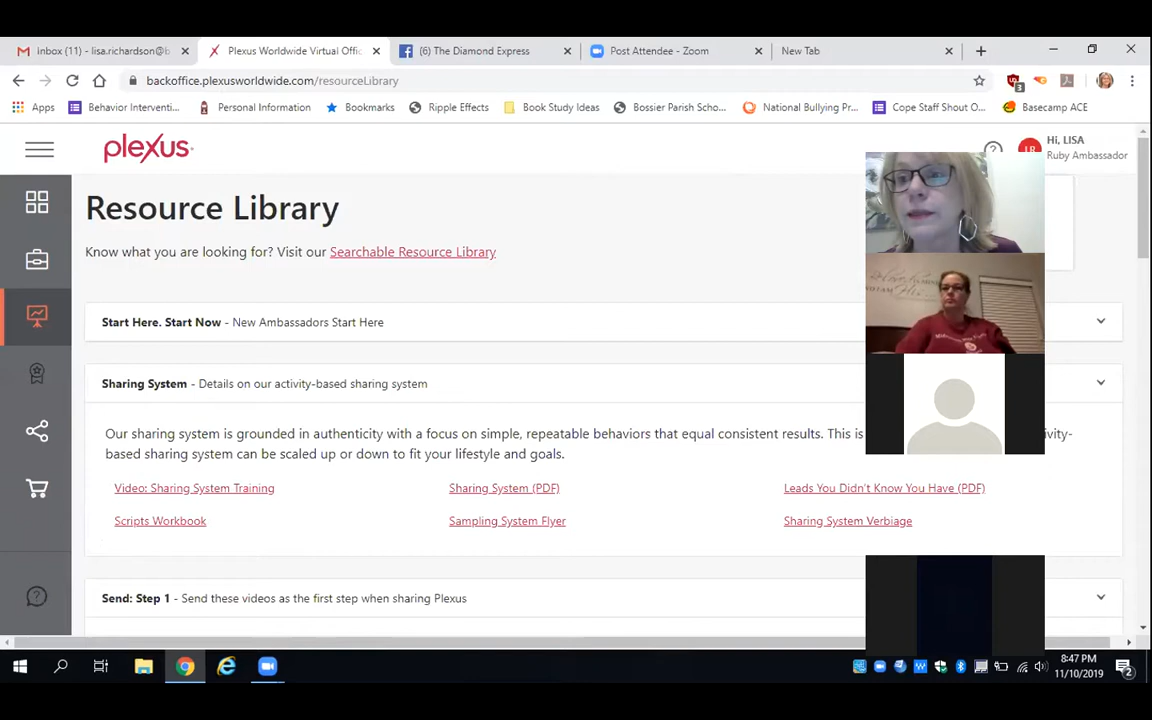 inbox (11) - lisa.richardson@b
Plexus Worldwide Virtual Offic
(6) The Diamond Express
Post Attendee - Zoom
New Tab
backoffice.plexusworldwide.com/resourceLibrary
3
Apps
Behavior Interventi...
Personal Information
Bookmarks
Ripple Effects
Book Study Ideas
Bossier Parish Scho...
National Bullying Pr...
Cope Staff Shout O...
Basecamp ACE
plexus
LR
Hi, LISA
Ruby Ambassador
Resource Library
Know what you are looking for? Visit our Searchable Resource Library
Start Here. Start Now - New Ambassadors Start Here
Sharing System - Details on our activity-based sharing system
Our sharing system is grounded in authenticity with a focus on simple, repeatable behaviors that equal consistent results. This is
based sharing system can be scaled up or down to fit your lifestyle and goals.
Video: Sharing System Training
Sharing System (PDF)
Leads You Didn't Know You Have (PDF)
Scripts Workbook
Sampling System Flyer
Sharing System Verbiage
Send: Step 1 - Send these videos as the first step when sharing Plexus
8:47 PM
11/10/2019
2